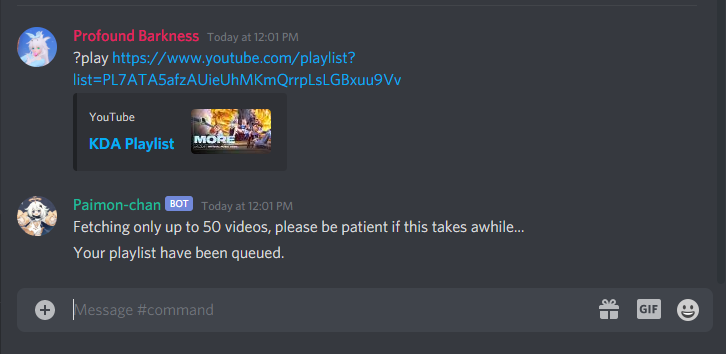 Profound Barkness Today at 12:01 PM
?play https://www.youtube.com/playlist?
list=PL7ATA5afzAUieUhMKmQrrpLsLGBxuu9Vv
YouTube
KDA Playlist
MORE
Paimon-chan BOT Today at 12:01 PM
Fetching only up to 50 videos, please be patient if this takes awhile...
Your playlist have been queued.
Message #command
GIF